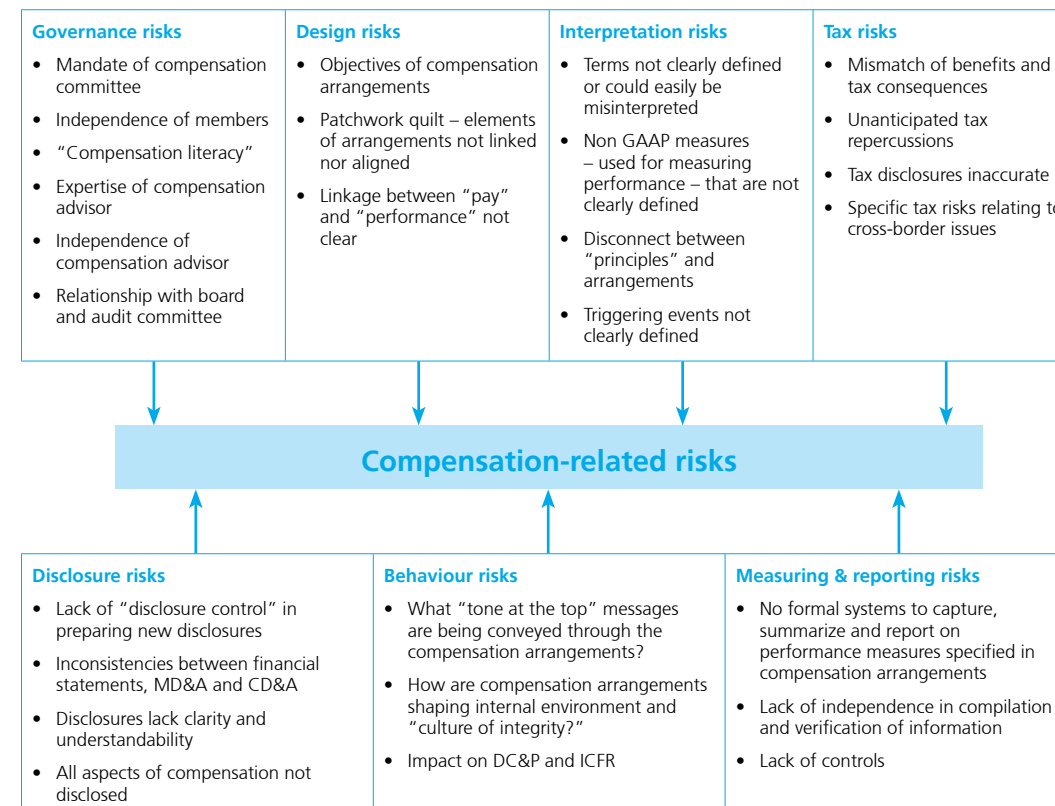 Governance risks
• Mandate of compensation
committee
• Independence of members
• “Compensation literacy”
• Expertise of compensation
advisor
• Independence of
compensation advisor
• Relationship with board
and audit committee
Design risks
• Objectives of compensation
arrangements
• Patchwork quilt – elements
of arrangements not linked
nor aligned
• Linkage between “pay”
and “performance” not
clear
Interpretation risks
• Terms not clearly defined
or could easily be
misinterpreted
• Non GAAP measures
– used for measuring
performance – that are not
clearly defined
• Disconnect between
“principles” and
arrangements
• Triggering events not
clearly defined
Tax risks
• Mismatch of benefits and
tax consequences
• Unanticipated tax
repercussions
• Tax disclosures inaccurate
• Specific tax risks relating to
cross-border issues
Compensation-related risks
Disclosure risks
• Lack of “disclosure control” in
preparing new disclosures
• Inconsistencies between financial
statements, MD&A and CD&A
• Disclosures lack clarity and
understandability
• All aspects of compensation not
disclosed
Behaviour risks
• What “tone at the top” messages
are being conveyed through the
compensation arrangements?
• How are compensation arrangements
shaping internal environment and
“culture of integrity?”
• Impact on DC&P and ICFR
Measuring & reporting risks
• No formal systems to capture,
summarize and report on
performance measures specified in
compensation arrangements
• Lack of independence in compilation
and verification of information
• Lack of controls